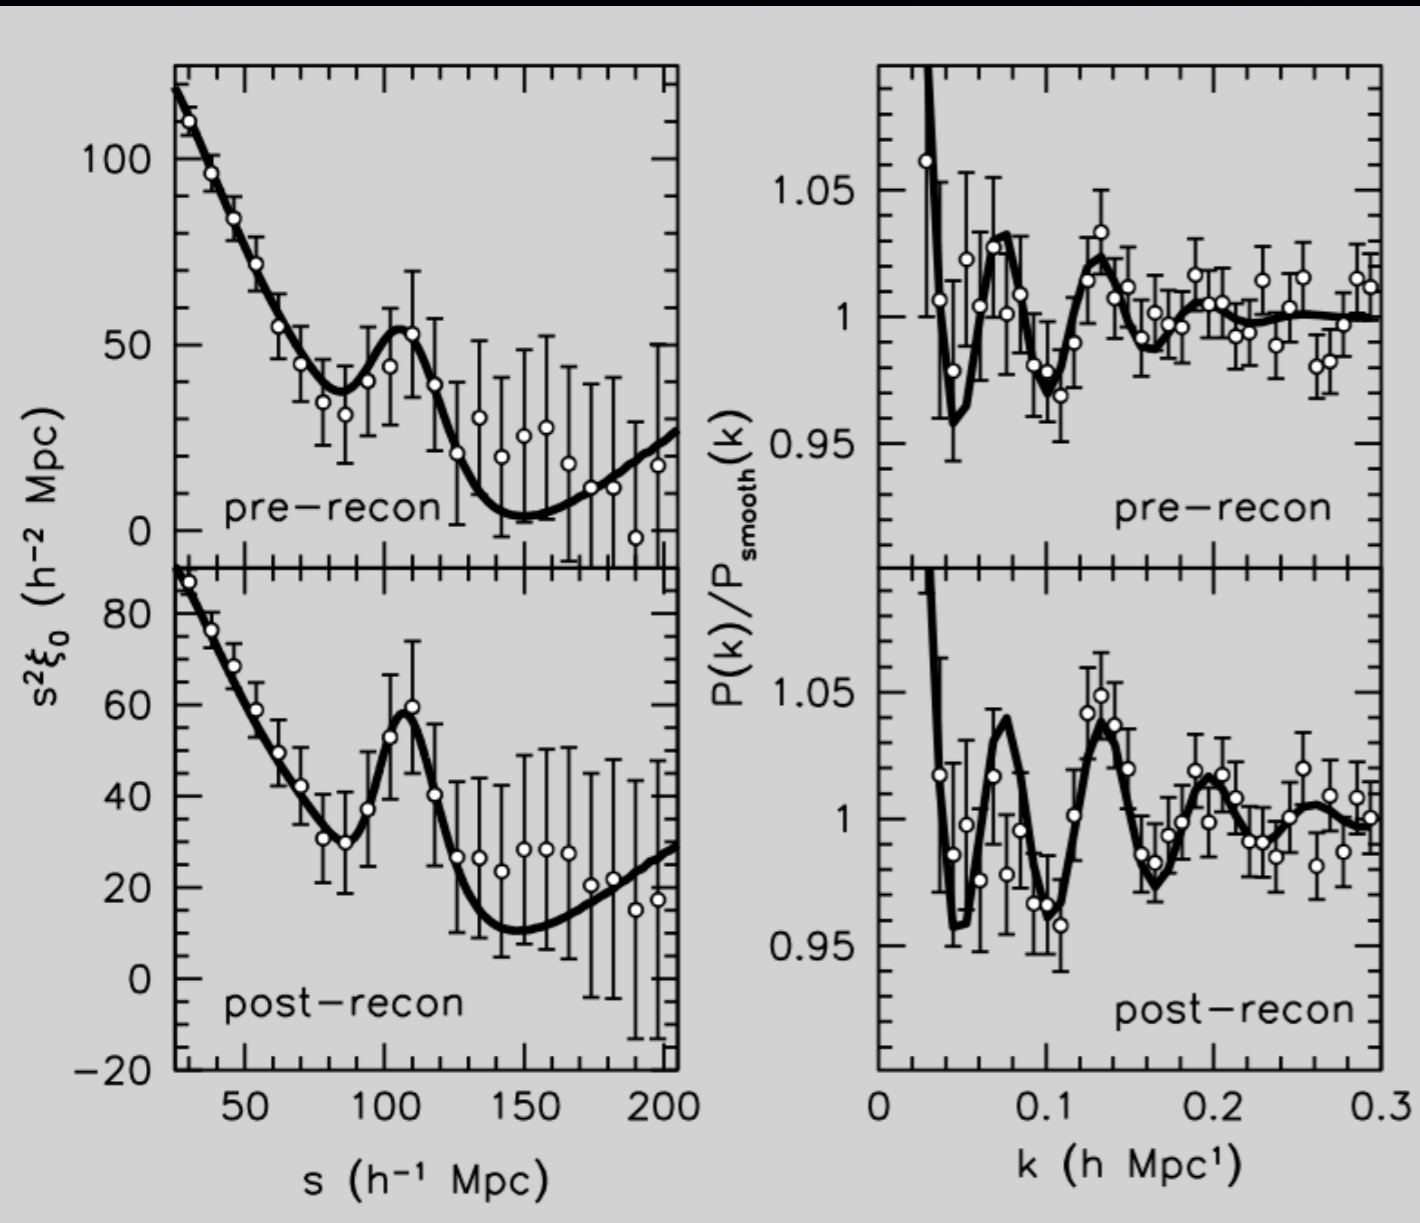 100
50
0
pre-recon
80
60
40
20
0
-20
post-recon
50 100 150 200
s (h⁻¹ Mpc)
s²ξ₀ (h⁻² Mpc)
1.05
1
0.95
pre-recon
1.05
1
0.95
post-recon
0 0.1 0.2 0.3
k (h Mpc¹)
P(k)/Pₛₘₒₒₜₕ(k)